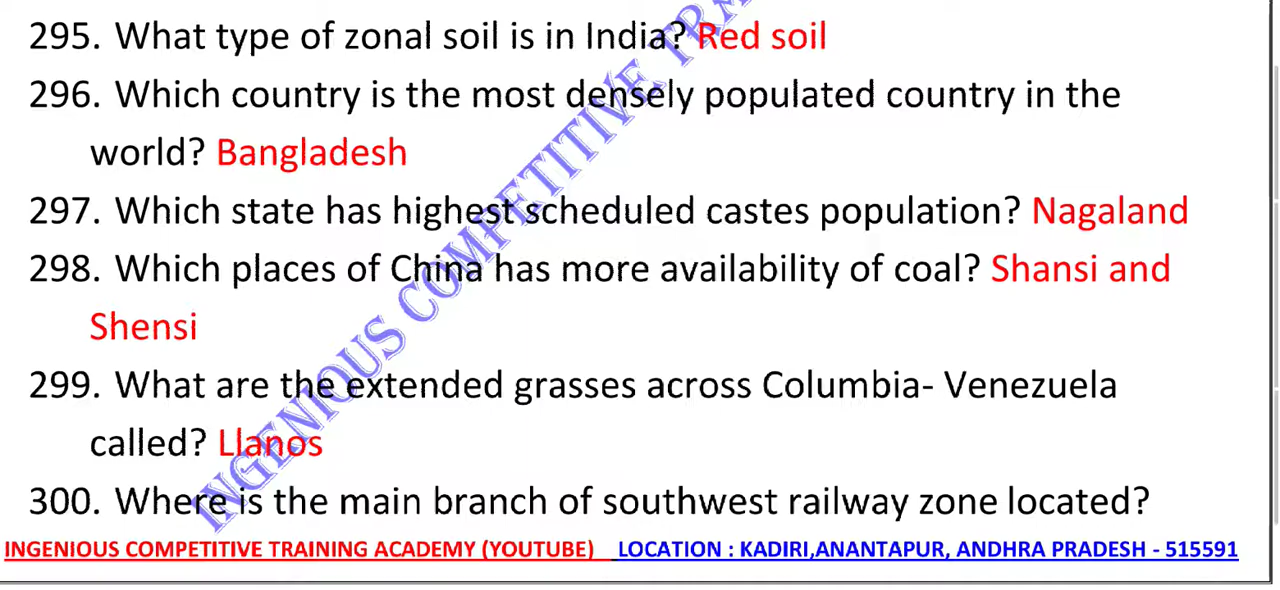 295. What type of zonal soil is in India? Red soil
296. Which country is the most densely populated country in the
world? Bangladesh
297. Which state has highest scheduled castes population? Nagaland
298. Which places of China has more availability of coal? Shansi and
Shensi
299. What are the extended grasses across Columbia- Venezuela
called? Llanos
300. Where is the main branch of southwest railway zone located?
INGENIOUS COMPETITIVE TRAINING ACADEMY (YOUTUBE) LOCATION : KADIRI,ANANTAPUR, ANDHRA PRADESH - 515591
INGENIOUS COMPETITIVE